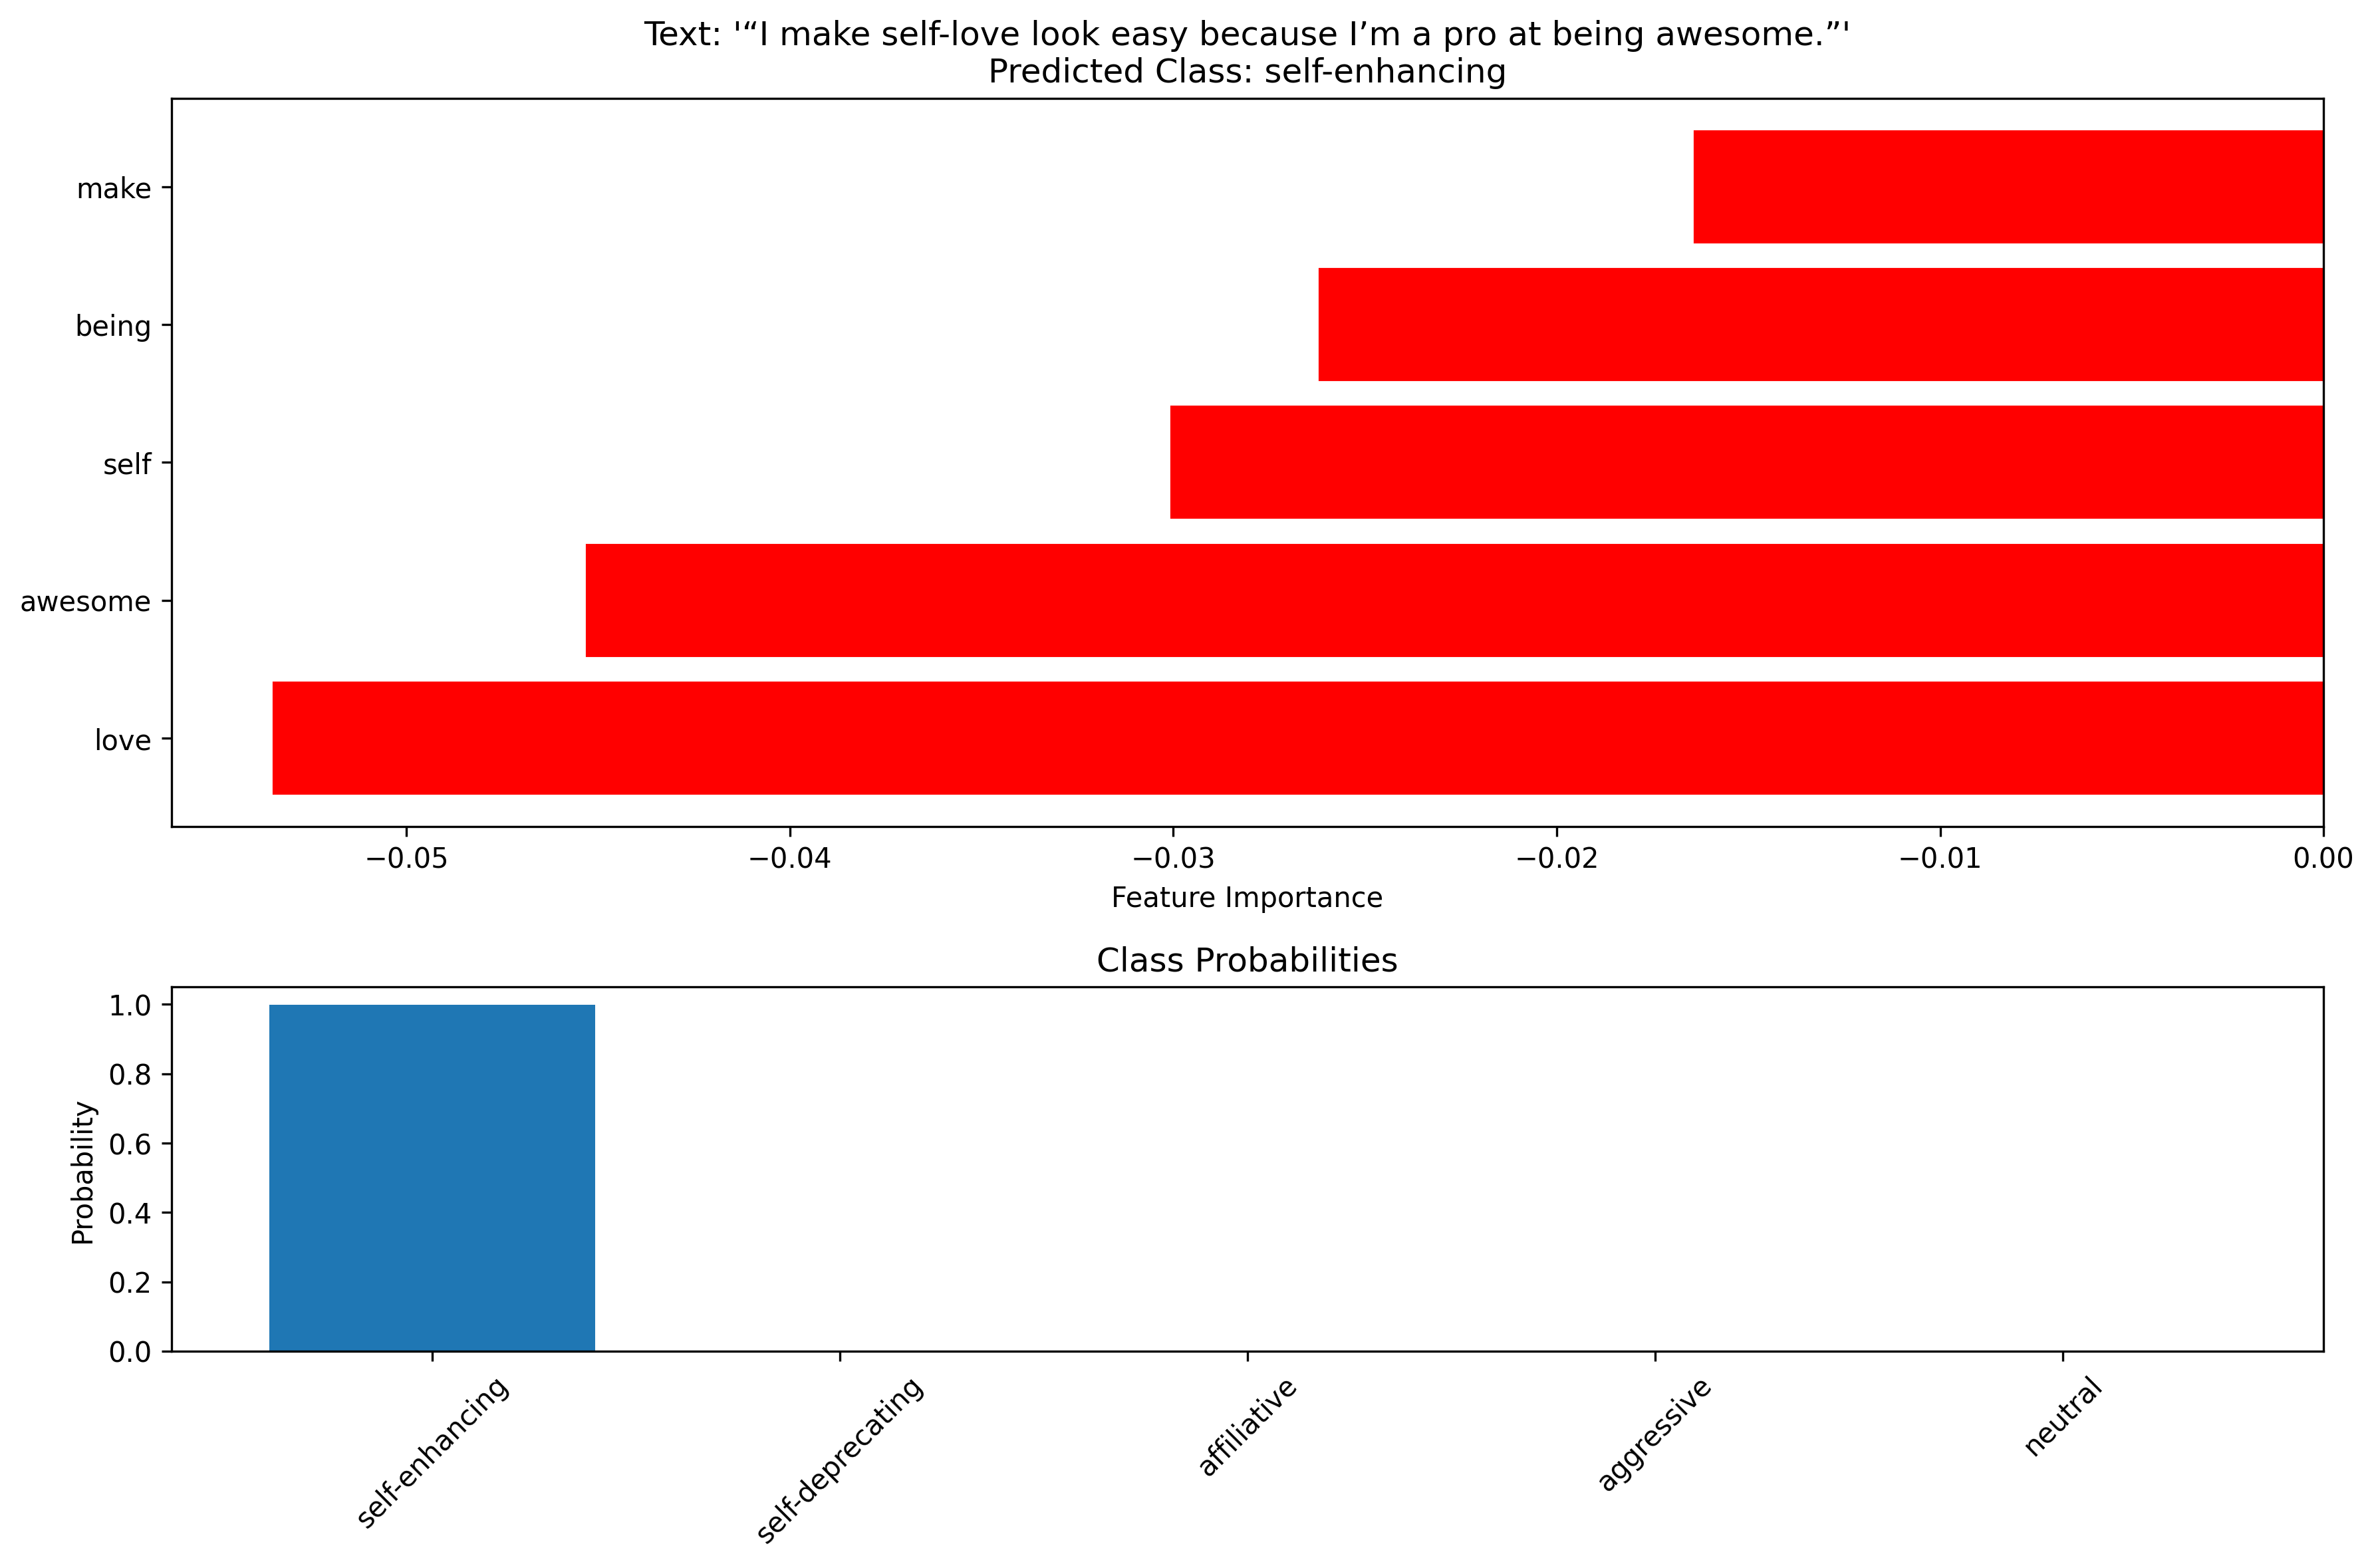 Text: '“I make self-love look easy because I’m a pro at being awesome.”'
Predicted Class: self-enhancing
make
being
self
awesome
love
−0.05
−0.04
−0.03
−0.02
−0.01
0.00
Feature Importance
Class Probabilities
1.0
0.8
0.6
0.4
0.2
0.0
Probability
self-enhancing
self-deprecating
affiliative
aggressive
neutral